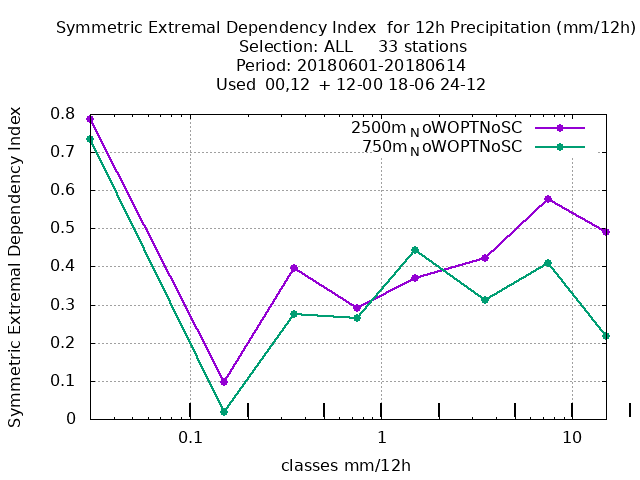 Symmetric Extremal Dependency Index  for 12h Precipitation (mm/12h)
Selection: ALL     33 stations
Period: 20180601-20180614
Used  00,12  + 12-00 18-06 24-12
Symmetric Extremal Dependency Index
0.8
0.7
0.6
0.5
0.4
0.3
0.2
0.1
0
2500m NoWOPTNoSC
750m NoWOPTNoSC
0.1 1 10
classes mm/12h